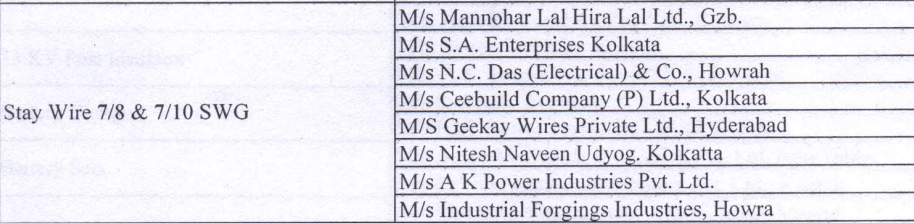 M/s Mannohar Lal Hira Lal Ltd., Gzb.
M/s S.A. Enterprises Kolkata
M/s N.C. Das (Electrical) & Co., Howrah
Stay Wire 7/8 & 7/10 SWG
M/s Ceebuild Company (P) Ltd., Kolkata
M/S Geekay Wires Private Ltd., Hyderabad
M/s Nitesh Naveen Udyog. Kolkatta
M/s A K Power Industries Pvt. Ltd.
M/s Industrial Forgings Industries, Howra